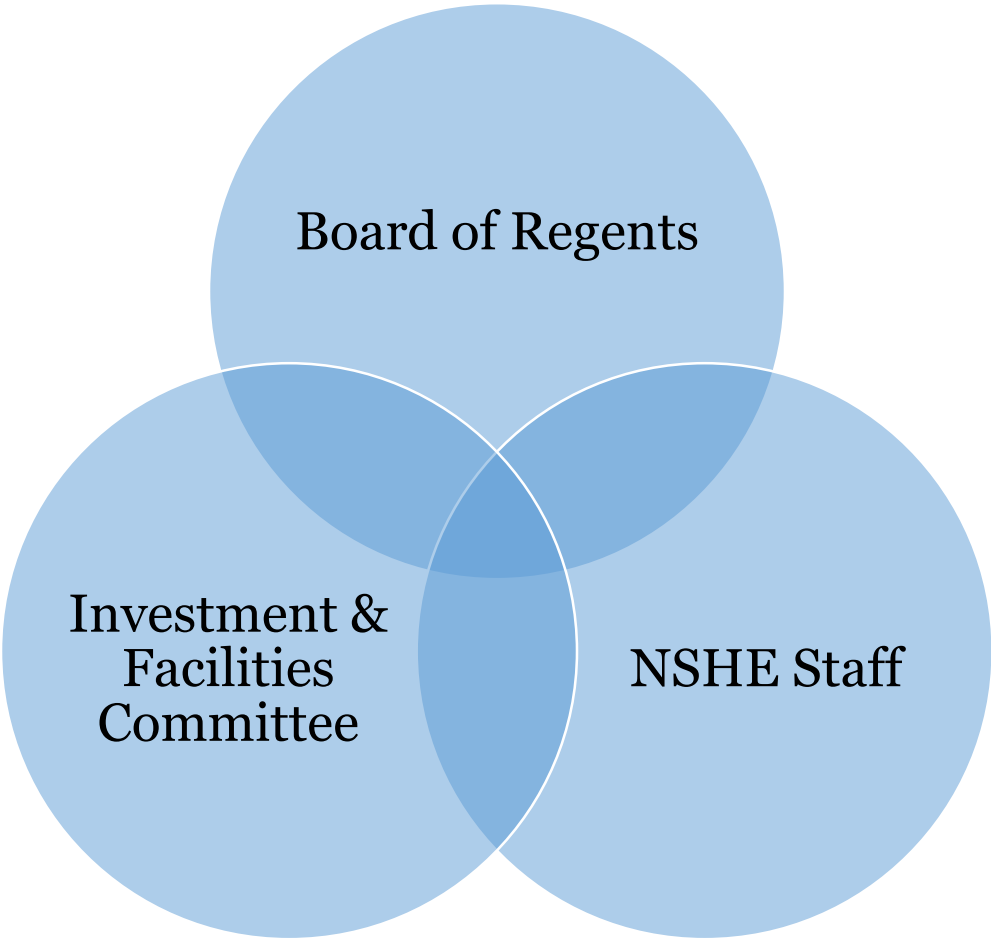 Board of Regents
Investment &
Facilities
Committee
NSHE Staff